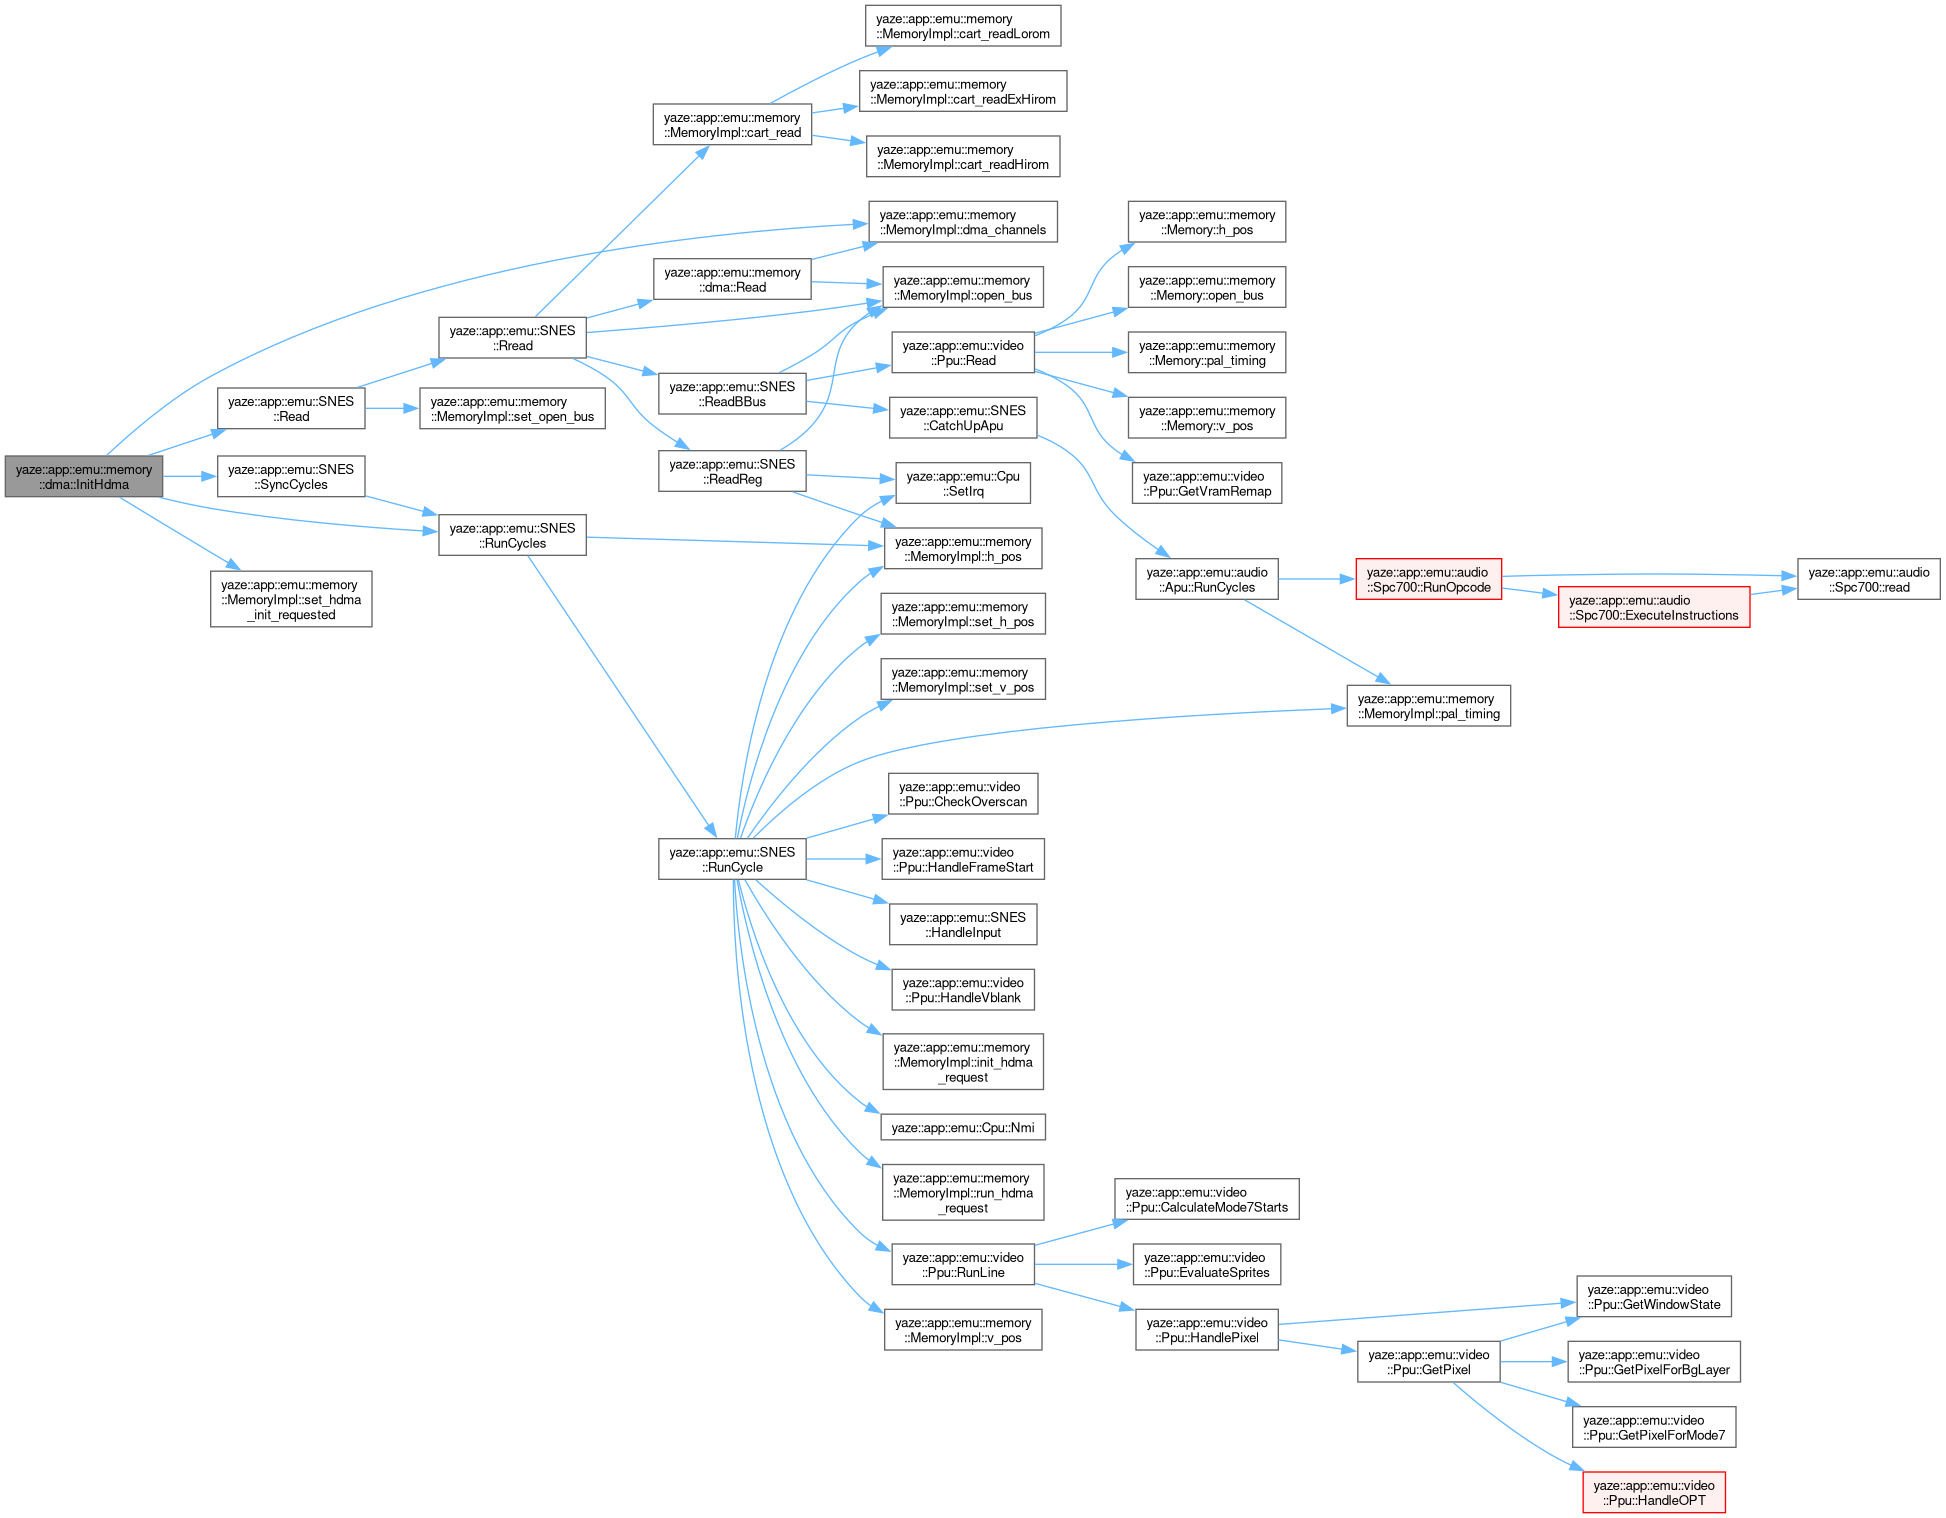 yaze::app::emu::memory
::dma::InitHdma
yaze::app::emu::SNES
::Read
yaze::app::emu::SNES
::SyncCycles
yaze::app::emu::memory
::MemoryImpl::set_hdma
_init_requested
yaze::app::emu::SNES
::Rread
yaze::app::emu::memory
::MemoryImpl::set_open_bus
yaze::app::emu::SNES
::RunCycles
yaze::app::emu::memory
::MemoryImpl::cart_read
yaze::app::emu::memory
::dma::Read
yaze::app::emu::SNES
::ReadBBus
yaze::app::emu::SNES
::ReadReg
yaze::app::emu::SNES
::RunCycle
yaze::app::emu::memory
::MemoryImpl::cart_readLorom
yaze::app::emu::memory
::MemoryImpl::cart_readExHirom
yaze::app::emu::memory
::MemoryImpl::cart_readHirom
yaze::app::emu::memory
::MemoryImpl::dma_channels
yaze::app::emu::memory
::MemoryImpl::open_bus
yaze::app::emu::video
::Ppu::Read
yaze::app::emu::SNES
::CatchUpApu
yaze::app::emu::Cpu
::SetIrq
yaze::app::emu::memory
::MemoryImpl::h_pos
yaze::app::emu::memory
::MemoryImpl::set_h_pos
yaze::app::emu::memory
::MemoryImpl::set_v_pos
yaze::app::emu::video
::Ppu::CheckOverscan
yaze::app::emu::video
::Ppu::HandleFrameStart
yaze::app::emu::SNES
::HandleInput
yaze::app::emu::video
::Ppu::HandleVblank
yaze::app::emu::memory
::MemoryImpl::init_hdma
_request
yaze::app::emu::Cpu::Nmi
yaze::app::emu::memory
::MemoryImpl::run_hdma
_request
yaze::app::emu::video
::Ppu::RunLine
yaze::app::emu::memory
::MemoryImpl::v_pos
yaze::app::emu::memory
::Memory::h_pos
yaze::app::emu::memory
::Memory::open_bus
yaze::app::emu::memory
::Memory::pal_timing
yaze::app::emu::memory
::Memory::v_pos
yaze::app::emu::video
::Ppu::GetVramRemap
yaze::app::emu::audio
::Apu::RunCycles
yaze::app::emu::video
::Ppu::CalculateMode7Starts
yaze::app::emu::video
::Ppu::EvaluateSprites
yaze::app::emu::video
::Ppu::HandlePixel
yaze::app::emu::audio
::Spc700::RunOpcode
yaze::app::emu::memory
::MemoryImpl::pal_timing
yaze::app::emu::video
::Ppu::GetPixel
yaze::app::emu::audio
::Spc700::ExecuteInstructions
yaze::app::emu::video
::Ppu::GetWindowState
yaze::app::emu::video
::Ppu::GetPixelForBgLayer
yaze::app::emu::video
::Ppu::GetPixelForMode7
yaze::app::emu::video
::Ppu::HandleOPT
yaze::app::emu::audio
::Spc700::read